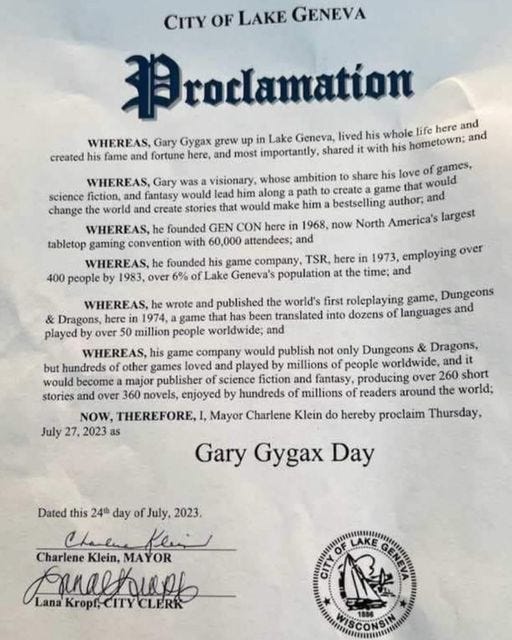 CITY OF LAKE GENEVA
Proclamation
WHEREAS, Gary Gygax grew up in Lake Geneva, lived his whole life here and
created his fame and fortune here, and most importantly, shared it with his hometown; and
WHEREAS, Gary was a visionary, whose ambition to share his love of games,
science fiction, and fantasy would lead him along a path to create a game that would
change the world and create stories that would make him a bestselling author; and
WHEREAS, he founded GEN CON here in 1968, now North America's largest
tabletop gaming convention with 60,000 attendees; and
WHEREAS, he founded his game company, TSR, here in 1973, employing over
400 people by 1983, over 6% of Lake Geneva's population at the time; and
WHEREAS, he wrote and published the world's first roleplaying game, Dungeons
& Dragons, here in 1974, a game that has been translated into dozens of languages and
played by over 50 million people worldwide; and
WHEREAS, his game company would publish not only Dungeons & Dragons,
but hundreds of other games loved and played by millions of people worldwide, and it
would become a major publisher of science fiction and fantasy, producing over 260 short
stories and over 360 novels, enjoyed by hundreds of millions of readers around the world;
NOW, THEREFORE, I, Mayor Charlene Klein do hereby proclaim Thursday,
July 27, 2023 as
Gary Gygax Day
Dated this 24th day of July, 2023.
Charlene Klein
Charlene Klein, MAYOR
Lana Kropf
Lana Kropf, CITY CLERK
CITY OF LAKE GENEVA
1886
WISCONSIN